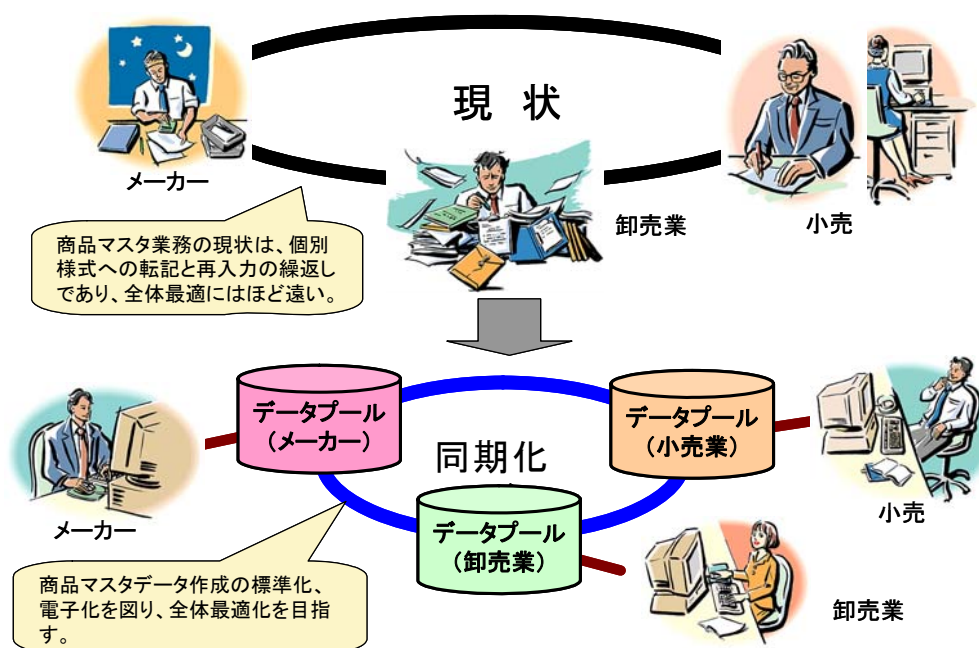 現 状
メーカー
卸売業
小売
商品マスタ業務の現状は、個別
様式への転記と再入力の繰返し
であり、全体最適にはほど遠い。
データプール
(メーカー)
データプール
(小売業)
同期化
データプール
(卸売業)
メーカー
小売
卸売業
商品マスタデータ作成の標準化、
電子化を図り、全体最適化を目指
す。